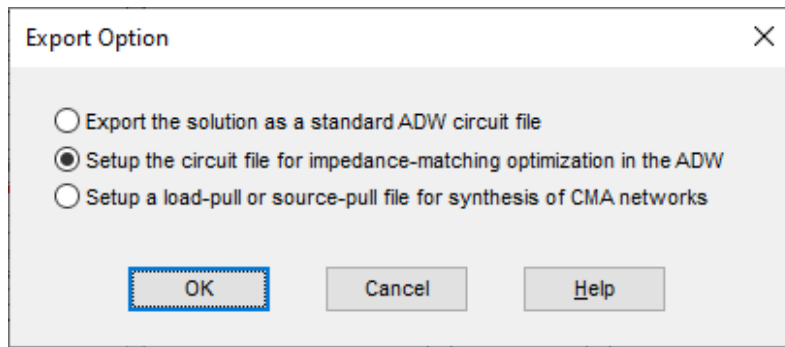 Export Option
Export the solution as a standard ADW circuit file
Setup the circuit file for impedance-matching optimization in the ADW
Setup a load-pull or source-pull file for synthesis of CMA networks
OK Cancel Help